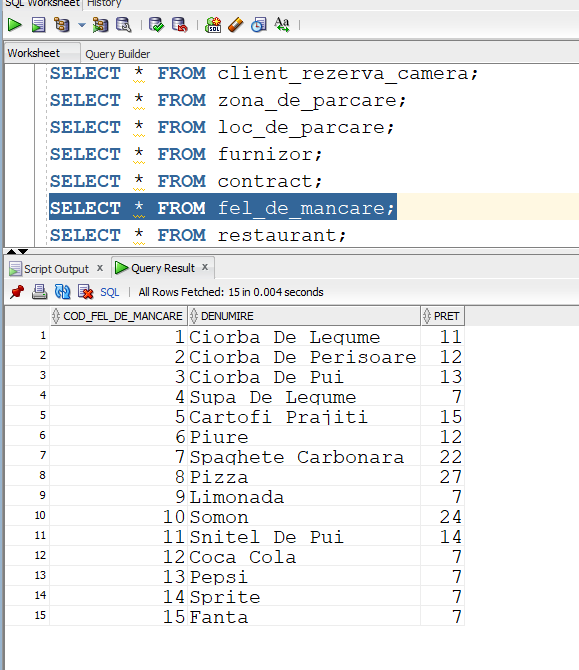 SQL Worksheet History
Worksheet Query Builder
SELECT * FROM client_rezerva_camera;
SELECT * FROM zona_de_parcare;
SELECT * FROM loc_de_parcare;
SELECT * FROM furnizor;
SELECT * FROM contract;
SELECT * FROM fel_de_mancare;
SELECT * FROM restaurant;
Script Output x Query Result x
SQL | All Rows Fetched: 15 in 0.004 seconds
COD_FEL_DE_MANCARE DENUMIRE PRET
1 1 Ciorba De Legume 11
2 2 Ciorba De Perisoare 12
3 3 Ciorba De Pui 13
4 4 Supa De Legume 7
5 5 Cartofi Prajiti 15
6 6 Piure 12
7 7 Spaghete Carbonara 22
8 8 Pizza 27
9 9 Limonada 7
10 10 Somon 24
11 11 Snitel De Pui 14
12 12 Coca Cola 7
13 13 Pepsi 7
14 14 Sprite 7
15 15 Fanta 7